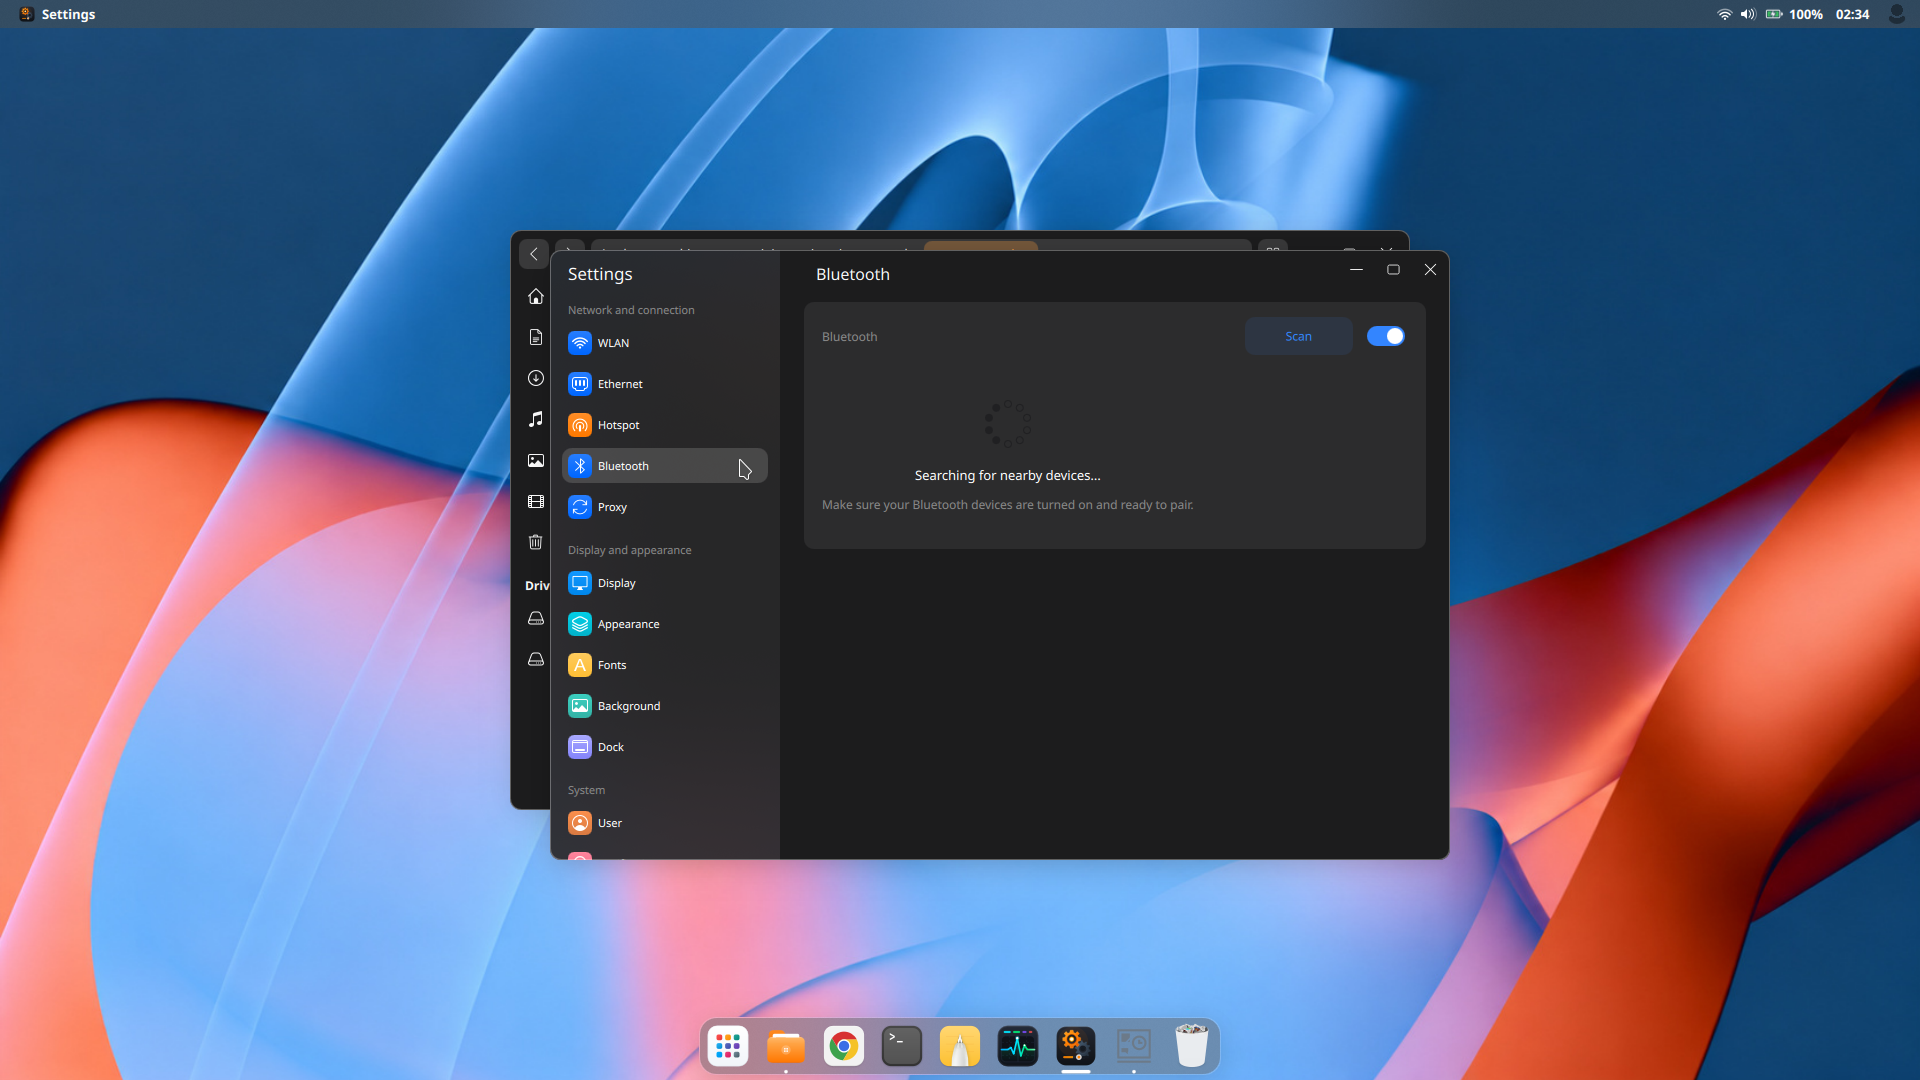 Settings
100%
02:34
Settings
Bluetooth
Network and connection
WLAN
Ethernet
Hotspot
Bluetooth
Proxy
Display and appearance
Display
Appearance
Fonts
Background
Dock
System
User
Bluetooth
Scan
Searching for nearby devices...
Make sure your Bluetooth devices are turned on and ready to pair.
Driv
>_